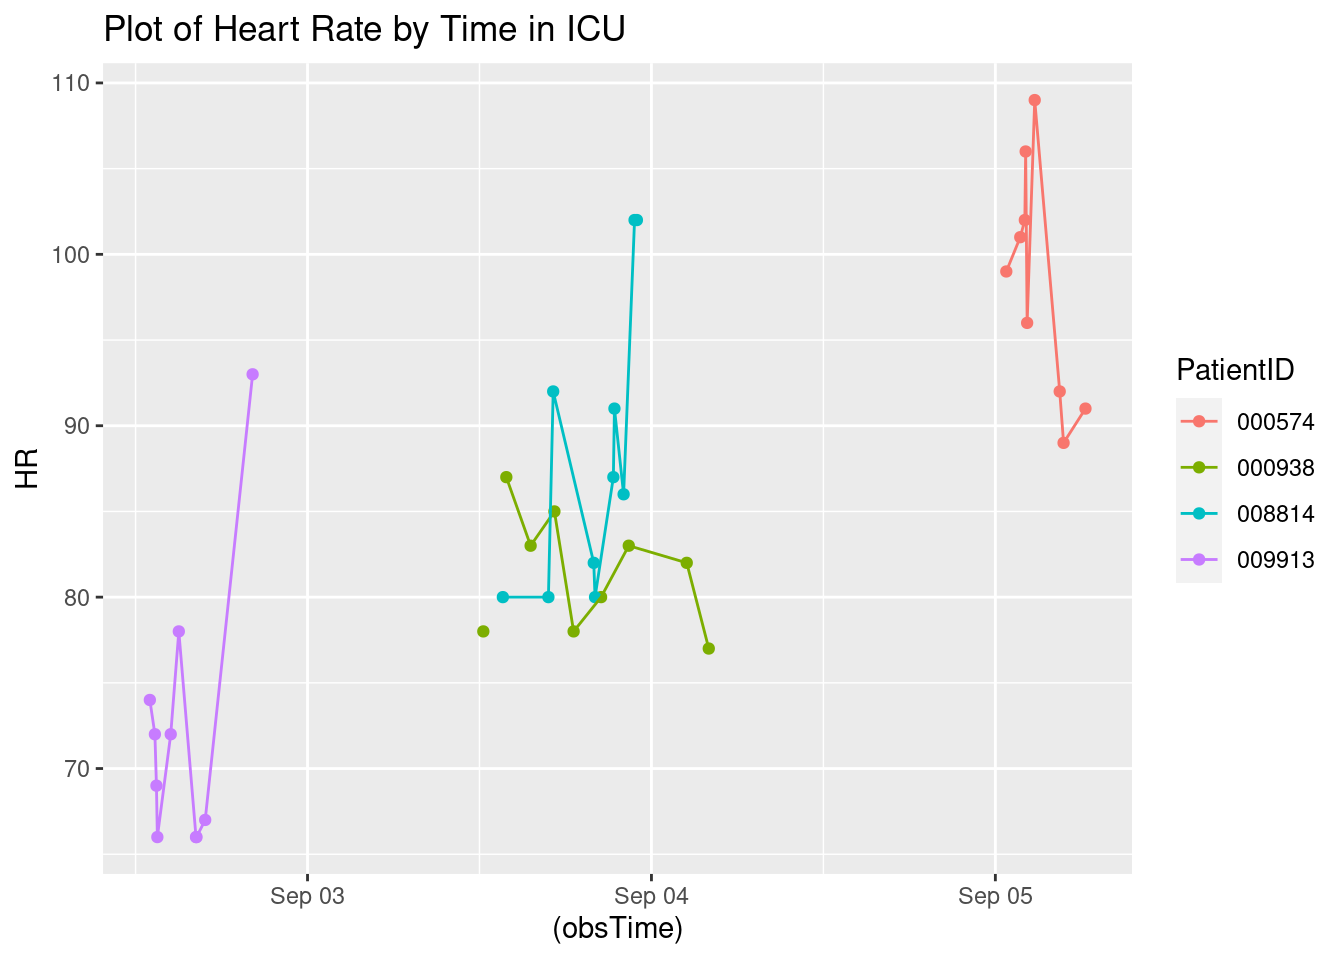 Plot of Heart Rate by Time in ICU
110
100
90
80
70
HR
Sep 03
Sep 04
Sep 05
(obsTime)
PatientID
000574
000938
008814
009913